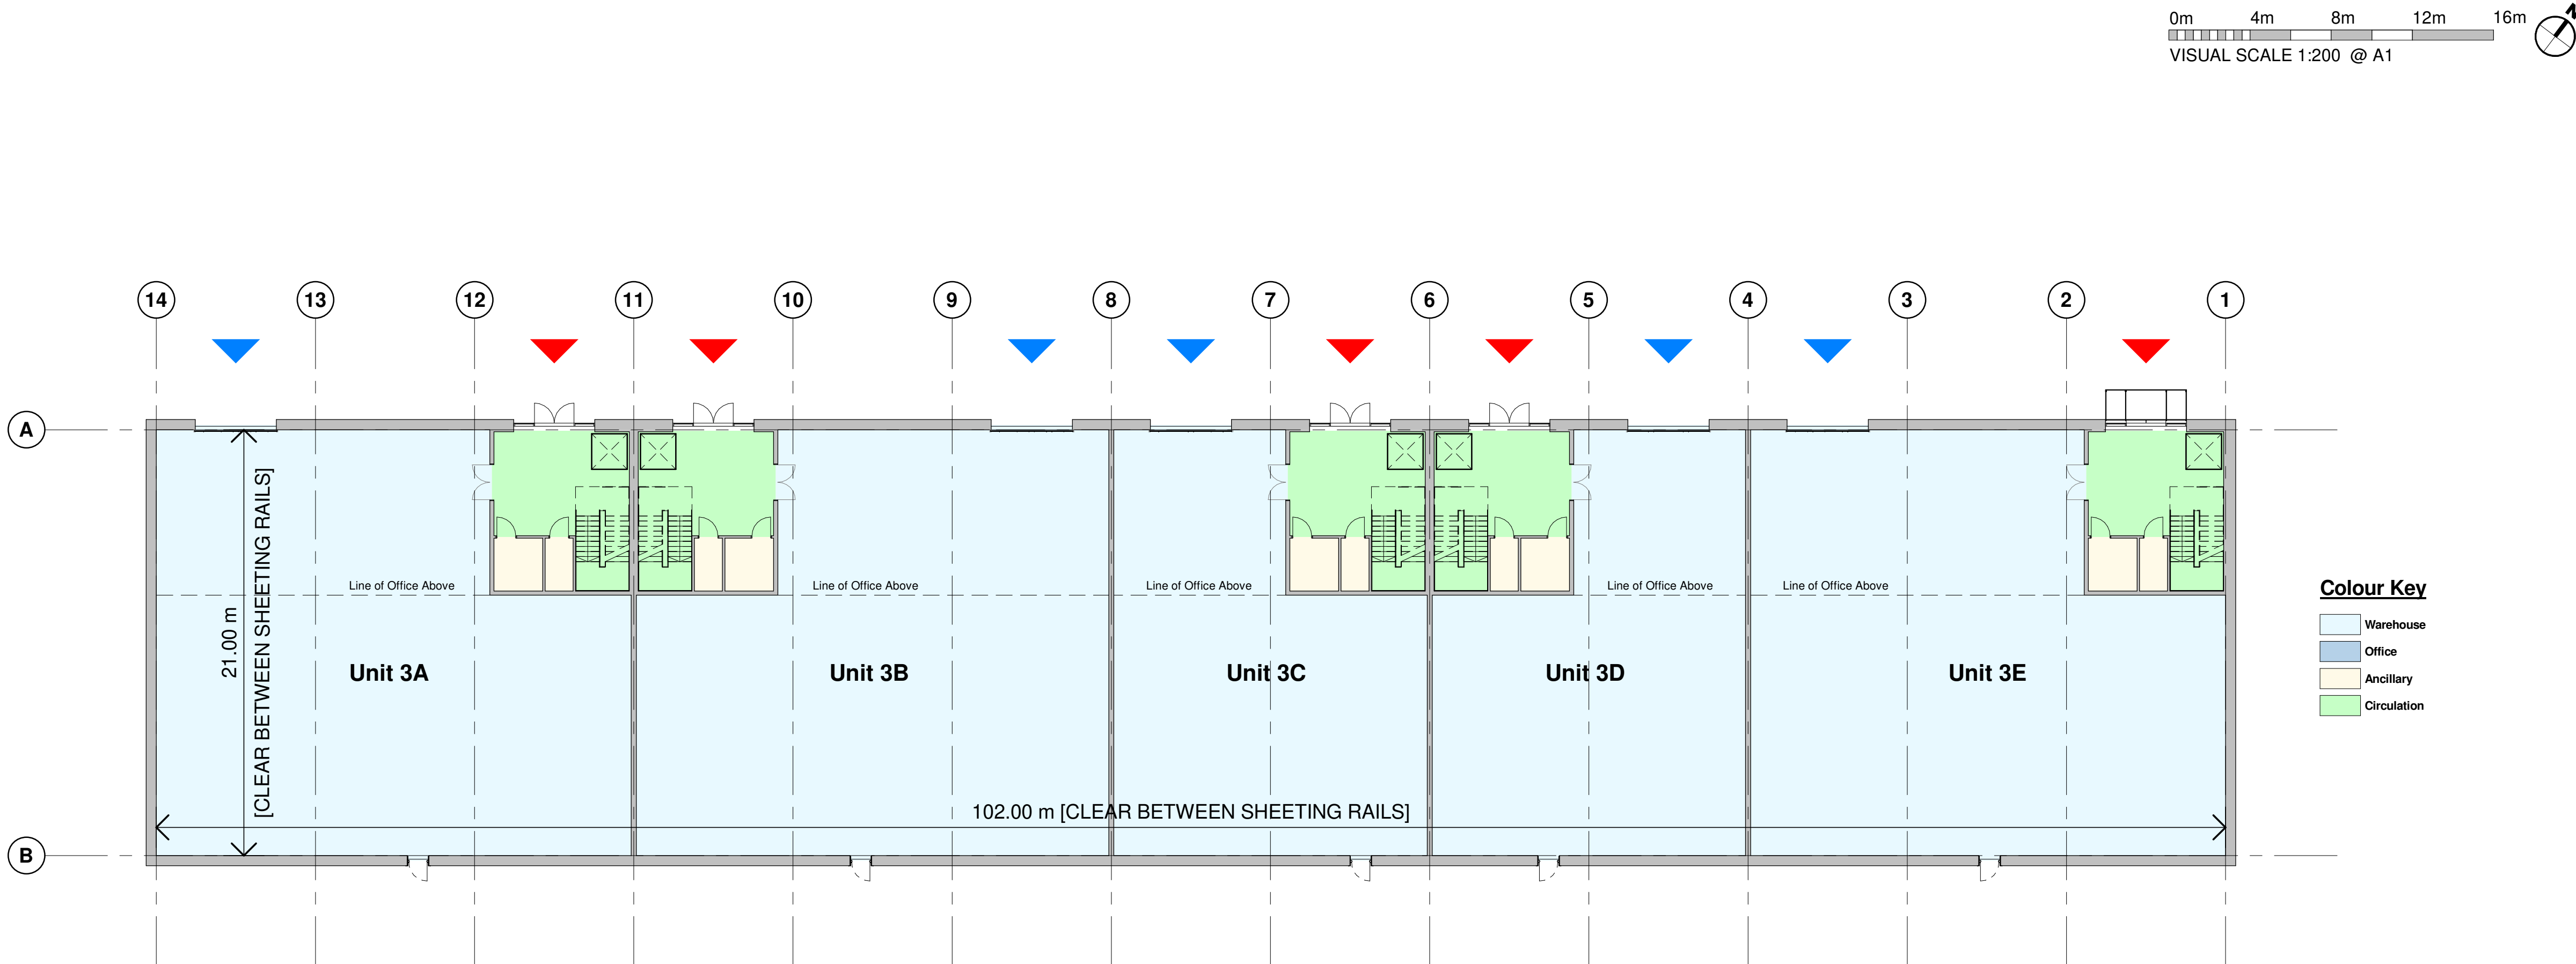 0m 4m 8m 12m 16m
N
VISUAL SCALE 1:200 @ A1
14 13 12 11 10 9 8 7 6 5 4 3 2 1
A
Line of Office Above Line of Office Above Line of Office Above Line of Office Above Line of Office Above
21.00 m
[CLEAR BETWEEN SHEETING RAILS]
Unit 3A Unit 3B Unit 3C Unit 3D Unit 3E
102.00 m [CLEAR BETWEEN SHEETING RAILS]
B
Colour Key
Warehouse
Office
Ancillary
Circulation